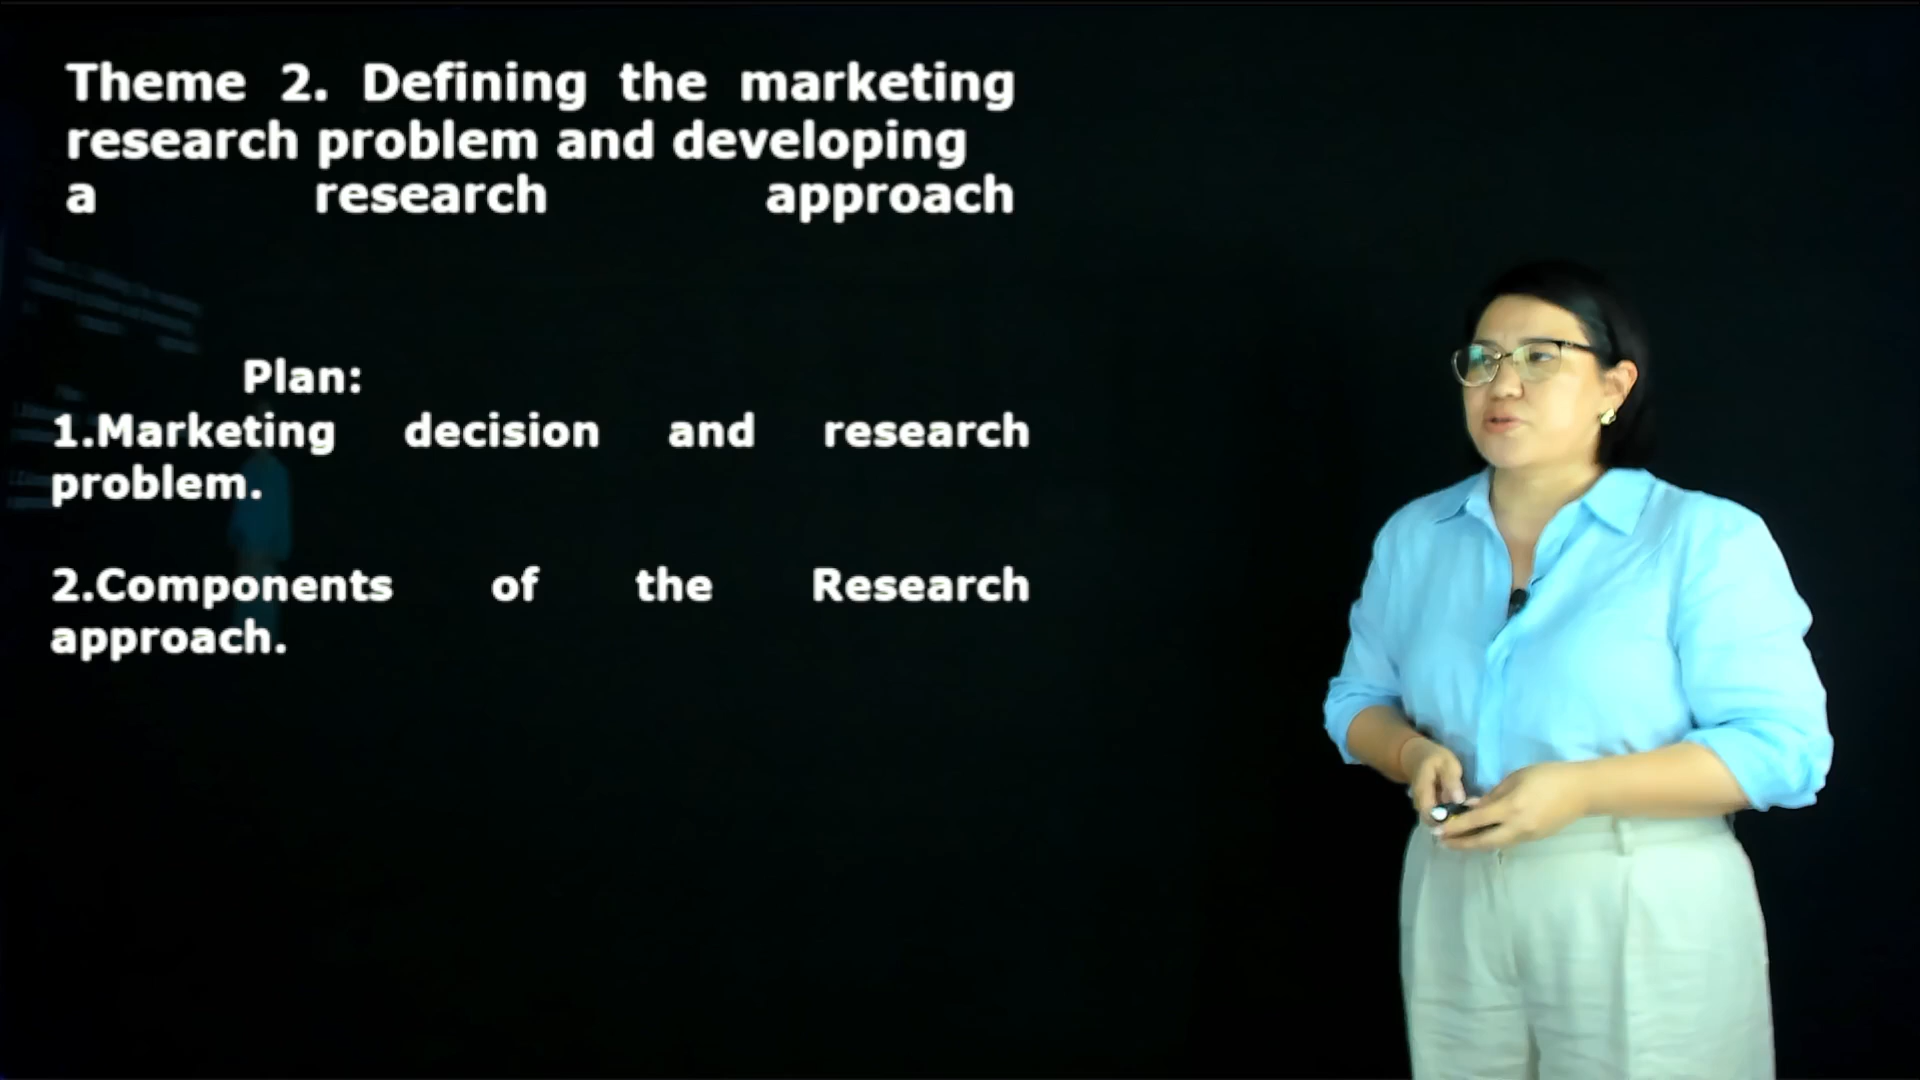 Theme 2. Defining the marketing
research problem and developing
a research approach
Plan:
1.Marketing decision and research
problem.
2.Components of the Research
approach.